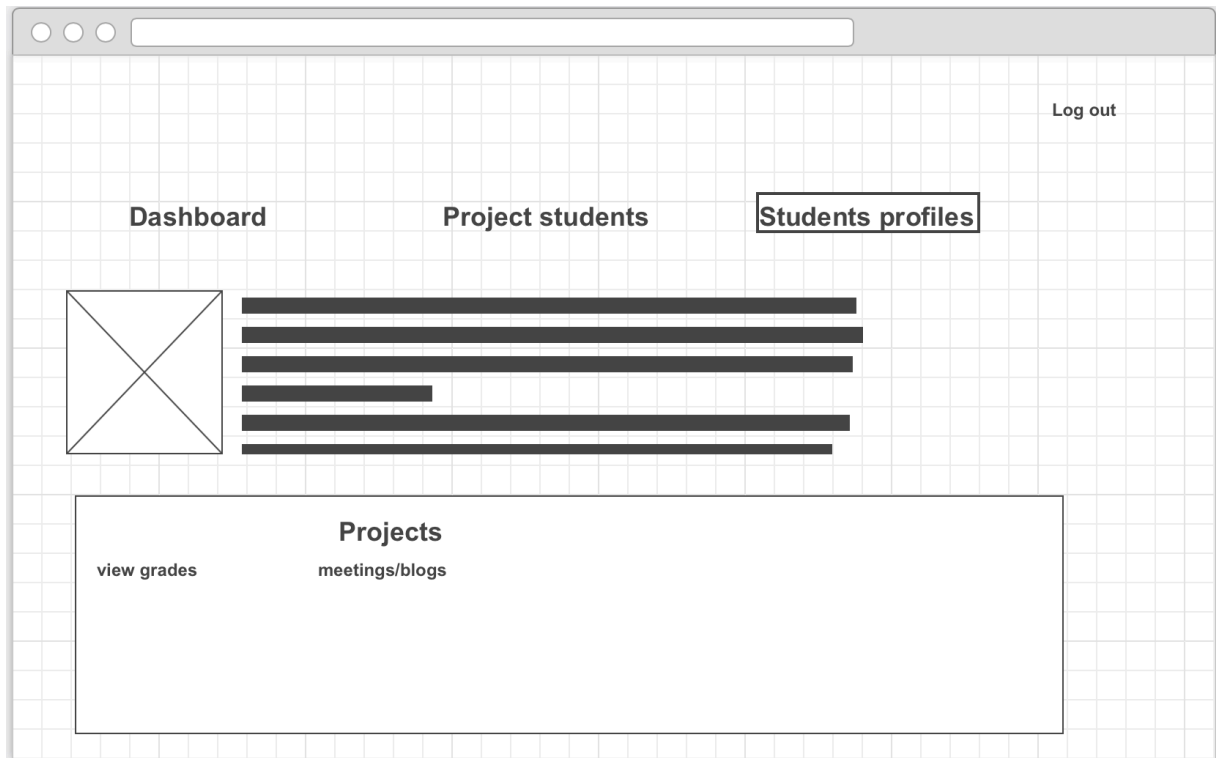 Log out
Dashboard Project students Students profiles
Projects
view grades meetings/blogs